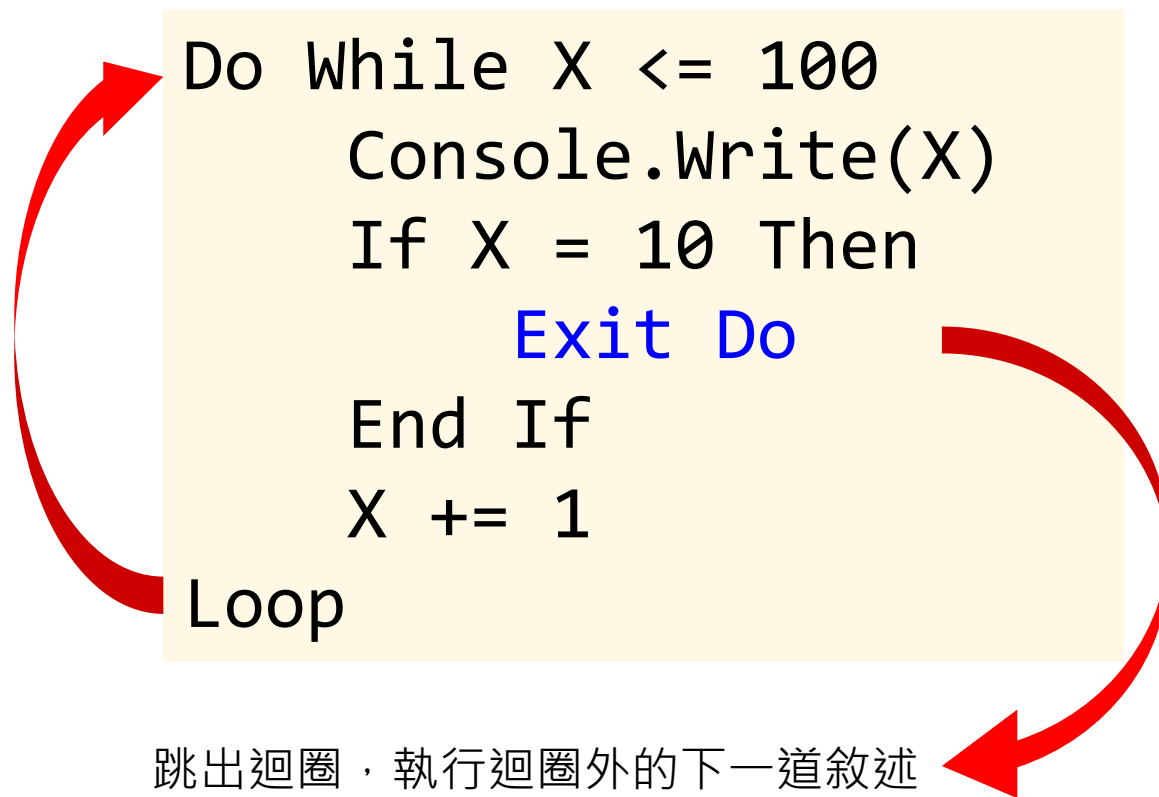 Do While X <= 100
Console.Write(X)
If X = 10 Then
Exit Do
End If
X += 1
Loop
跳出迴圈，執行迴圈外的下一道敘述